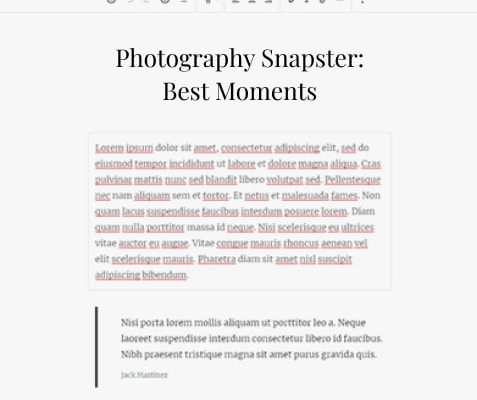 Photography Snapster:
Best Moments
Lorem ipsum dolor sit amet, consectetur adipiscing elit, sed do
eiusmod tempor incididunt ut labore et dolore magna aliqua. Cras
pulvinar mattis nunc sed blandit libero volutpat sed. Pellentesque
nec nam aliquam sem et tortor. Et netus et malesuada fames. Non
quam lacus suspendisse faucibus interdum posuere lorem. Diam
quam nulla porttitor massa id neque. Nisi scelerisque eu ultrices
vitae auctor eu augue. Vitae congue mauris rhoncus aenean vel
elit scelerisque mauris. Pharetra diam sit amet nisl suscipit
adipiscing bibendum.
Nisi porta lorem mollis aliquam ut porttitor leo a. Neque
laoreet suspendisse interdum consectetur libero id faucibus.
Nibh praesent tristique magna sit amet purus gravida quis.
Jack Martinez